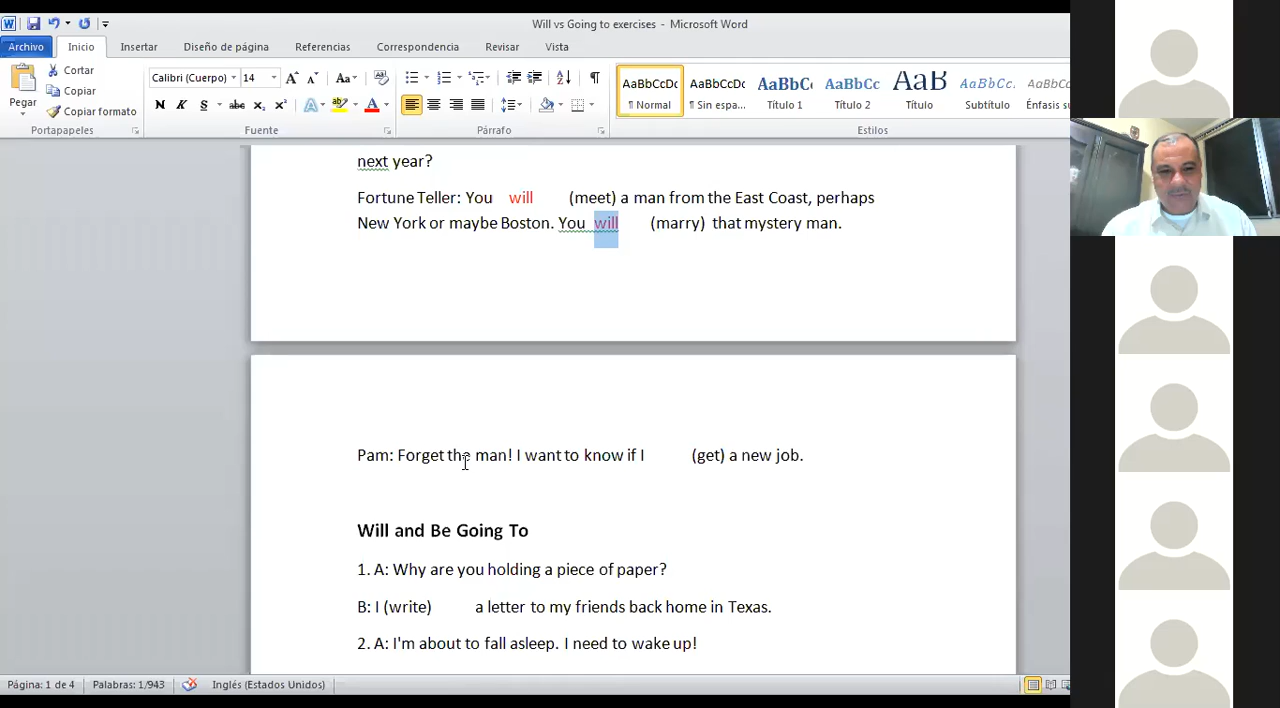 Will vs Going to exercises - Microsoft Word
Archivo Inicio Insertar Diseño de página Referencias Correspondencia Revisar Vista
Pegar
Cortar
Copiar
Copiar formato
Portapapeles
Calibri (Cuerpo) 14
Fuente
Párrafo
AaBbCcDc AaBbCcDc AaBbC AaBbCc AaB AaBbCc. AaBbCcDc
¶ Normal ¶ Sin espa... Título 1 Título 2 Título Subtítulo Énfasis su
Estilos
next year?
Fortune Teller: You will (meet) a man from the East Coast, perhaps
New York or maybe Boston. You will (marry) that mystery man.
Pam: Forget the man! I want to know if I (get) a new job.
Will and Be Going To
1. A: Why are you holding a piece of paper?
B: I (write) a letter to my friends back home in Texas.
2. A: I'm about to fall asleep. I need to wake up!
Página: 1 de 4 Palabras: 1/943 Inglés (Estados Unidos)